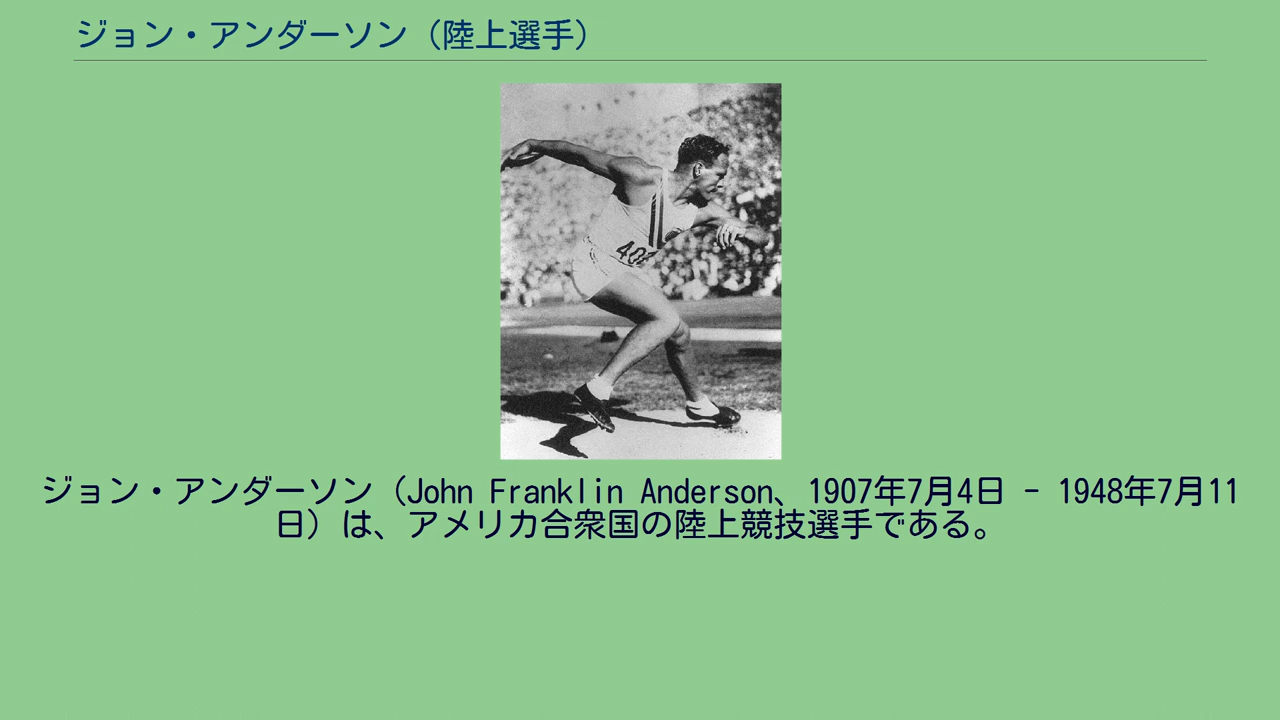 ジョン・アンダーソン（陸上選手）
ジョン・アンダーソン（John Franklin Anderson、1907年7月4日 - 1948年7月11
日）は、アメリカ合衆国の陸上競技選手である。